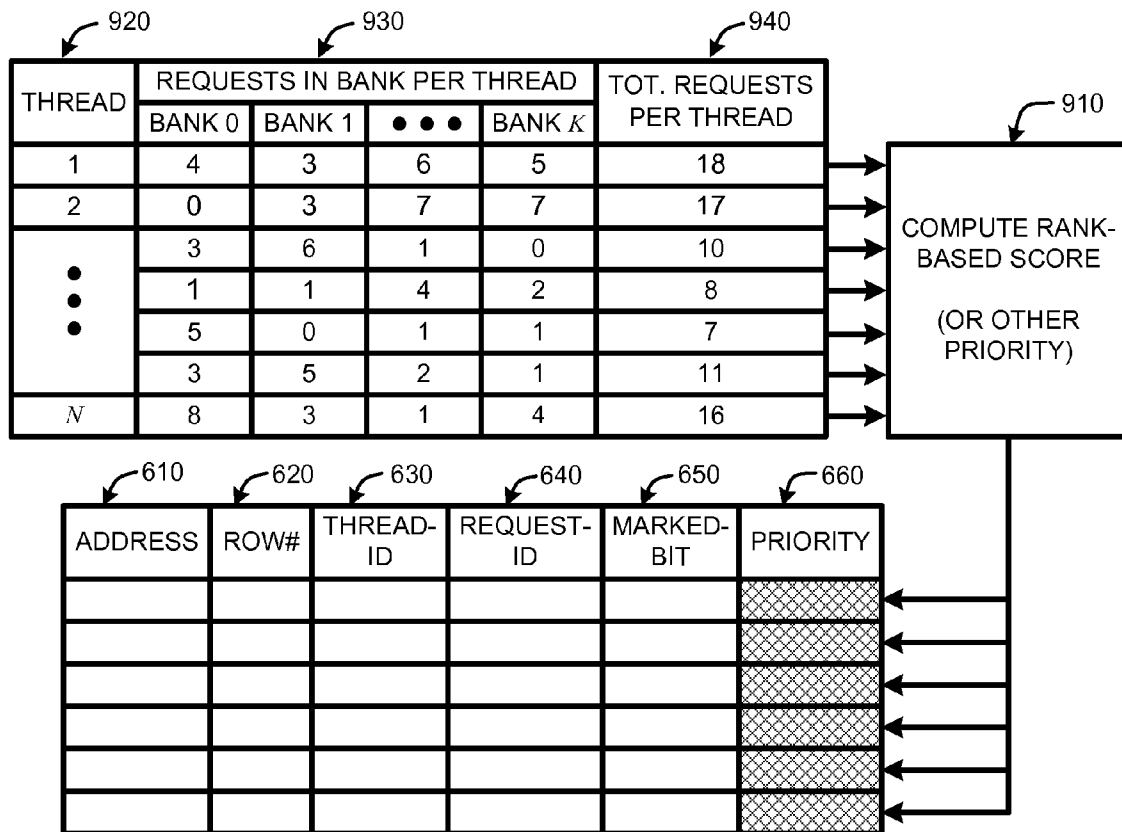 920 930 940
THREAD REQUESTS IN BANK PER THREAD TOT. REQUESTS PER THREAD 910
BANK 0 BANK 1 ● ● ● BANK K
1 4 3 6 5 18
2 0 3 7 7 17
3 6 1 0 10
1 1 4 2 8
5 0 1 1 7
3 5 2 1 11
N 8 3 1 4 16
COMPUTE RANK-
BASED SCORE
(OR OTHER
PRIORITY)
610 620 630 640 650 660
ADDRESS ROW# THREAD-ID REQUEST-ID MARKED-BIT PRIORITY